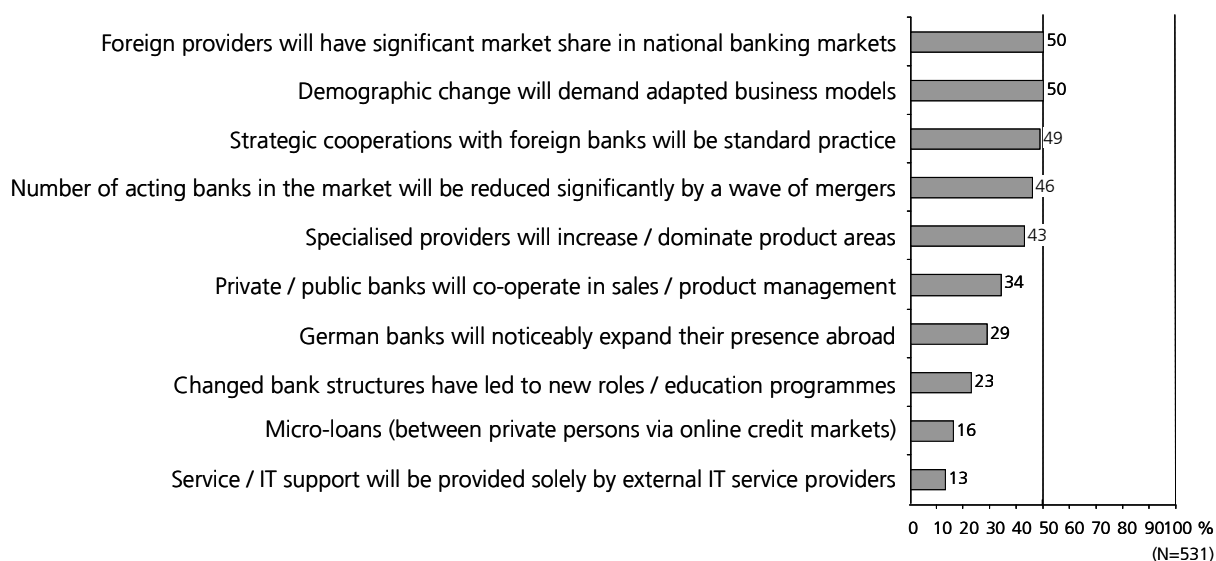 Foreign providers will have significant market share in national banking markets 50
Demographic change will demand adapted business models 50
Strategic cooperations with foreign banks will be standard practice 49
Number of acting banks in the market will be reduced significantly by a wave of mergers 46
Specialised providers will increase / dominate product areas 43
Private / public banks will co-operate in sales / product management 34
German banks will noticeably expand their presence abroad 29
Changed bank structures have led to new roles / education programmes 23
Micro-loans (between private persons via online credit markets) 16
Service / IT support will be provided solely by external IT service providers 13
0 10 20 30 40 50 60 70 80 90 100 %
(N=531)